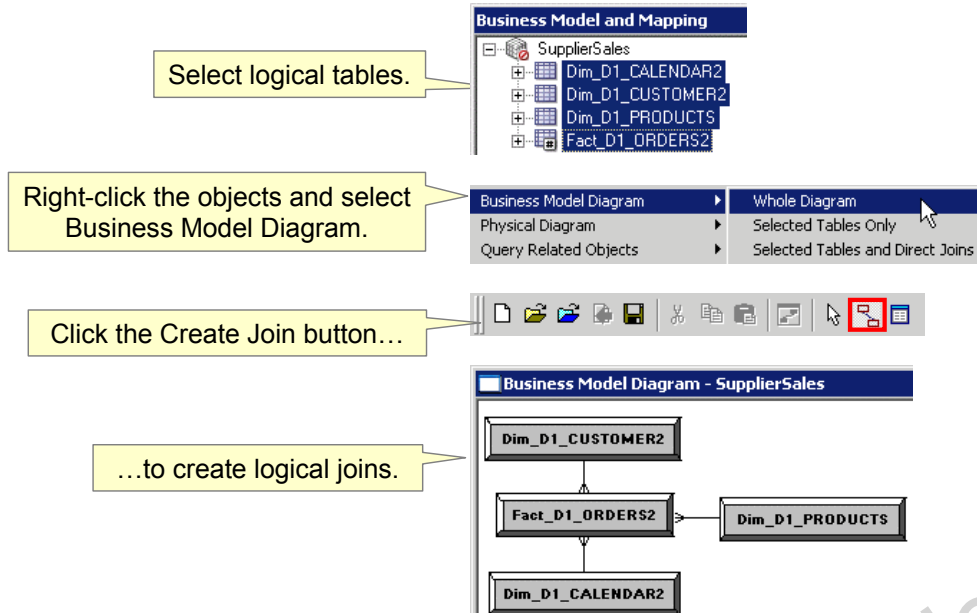 Business Model and Mapping
SupplierSales
Select logical tables.
Dim_D1_CALENDAR2
Dim_D1_CUSTOMER2
Dim_D1_PRODUCTS
Fact_D1_ORDERS2
Right-click the objects and select
Business Model Diagram.
Business Model Diagram
Whole Diagram
Physical Diagram
Selected Tables Only
Query Related Objects
Selected Tables and Direct Joins
Click the Create Join button…
Business Model Diagram - SupplierSales
Dim_D1_CUSTOMER2
…to create logical joins.
Fact_D1_ORDERS2
Dim_D1_PRODUCTS
Dim_D1_CALENDAR2